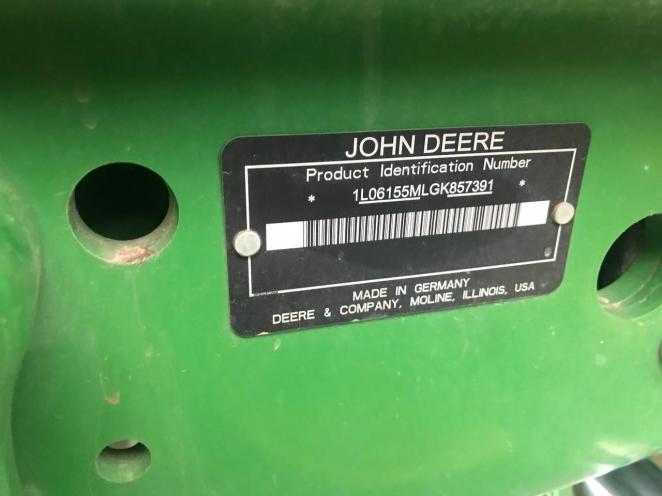 JOHN DEERE
Product Identification Number
* 1L06155MLGK857391 *
MADE IN GERMANY
DEERE & COMPANY, MOLINE, ILLINOIS, USA